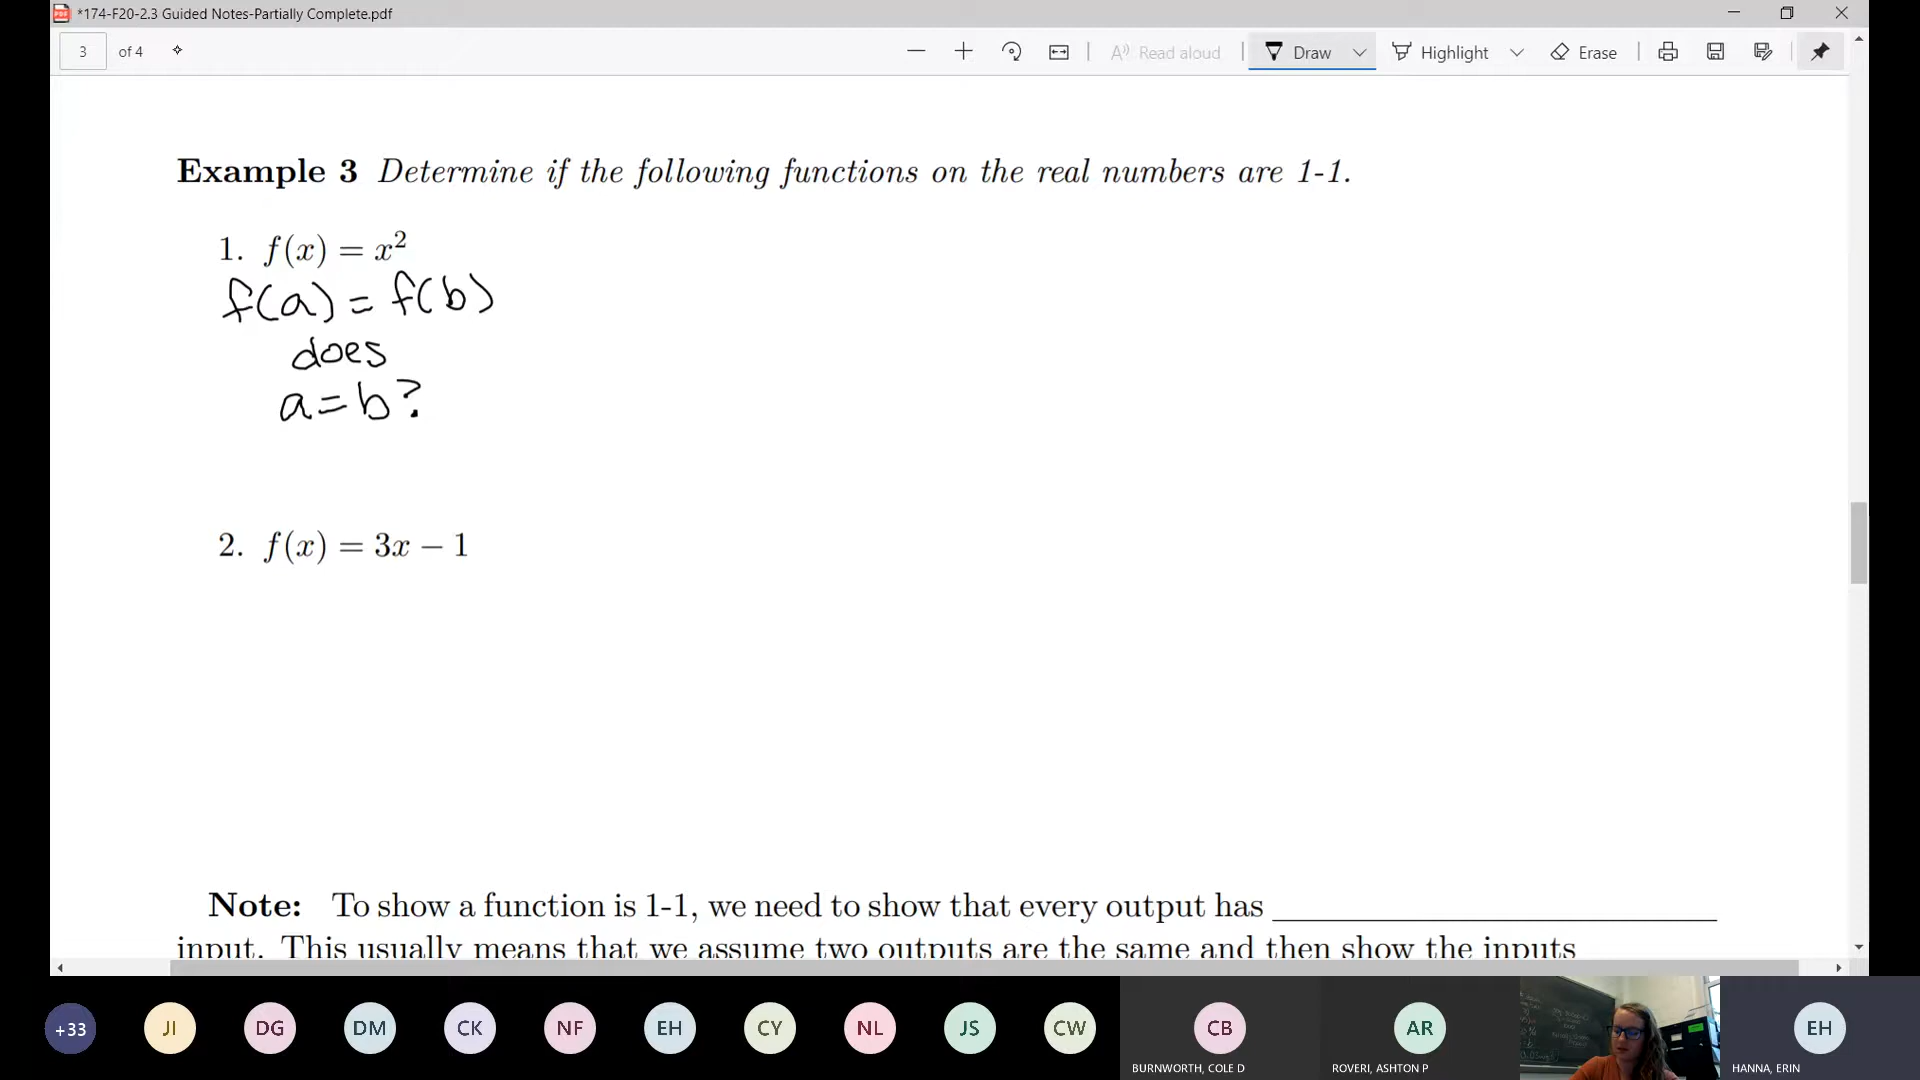 *174-F20-2.3 Guided Notes-Partially Complete.pdf
3 of 4 Read aloud Draw Highlight Erase
Example 3 Determine if the following functions on the real numbers are 1-1.
1. f(x) = x²
f(a) = f(b)
does
a = b?
2. f(x) = 3x − 1
Note: To show a function is 1-1, we need to show that every output has ____________________
input. This usually means that we assume two outputs are the same and then show the inputs
+33 JI DG DM CK NF EH CY NL JS CW CB AR EH
BURNWORTH, COLE D ROVERI, ASHTON P HANNA, ERIN